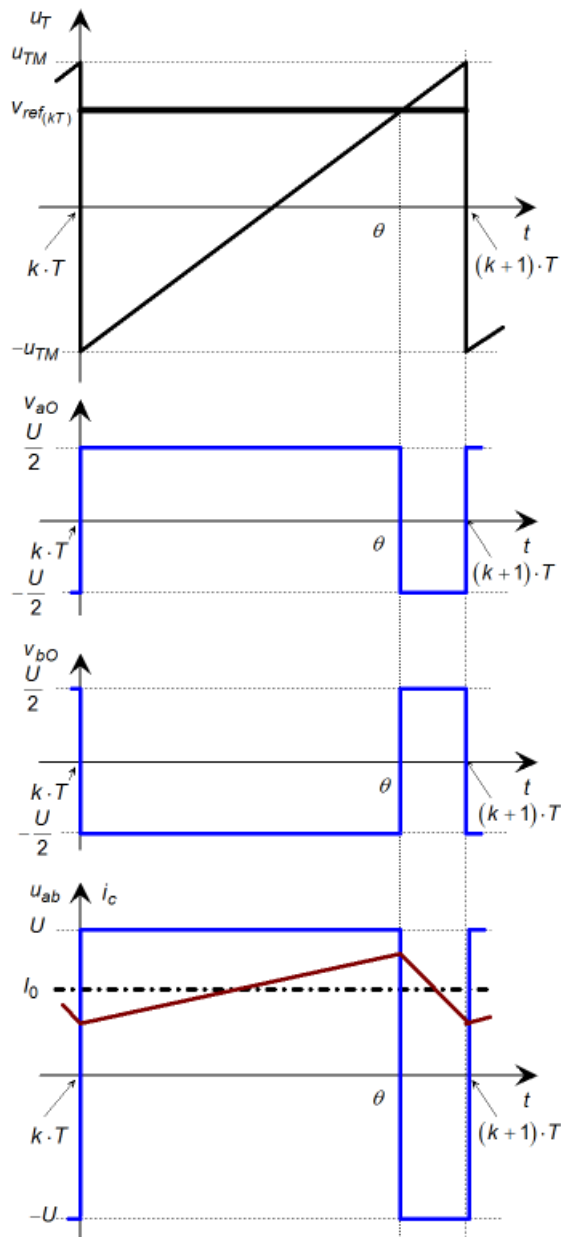 u_T
u_TM
v_ref(kT)
θ t
k·T (k+1)·T
−u_TM
v_aO
U/2
k·T θ t
(k+1)·T
−U/2
v_bO
U/2
k·T θ t
(k+1)·T
−U/2
u_ab i_c
U
I_0
θ t
k·T (k+1)·T
−U